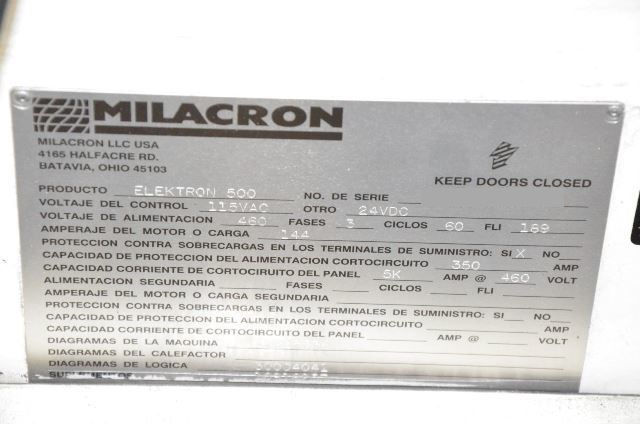 MILACRON
MILACRON LLC USA
4165 HALFACRE RD.
BATAVIA, OHIO 45103
KEEP DOORS CLOSED
PRODUCTO ELEKTRON 500 NO. DE SERIE
VOLTAJE DEL CONTROL 115VAC OTRO 24VDC
VOLTAJE DE ALIMENTACION 460 FASES 3 CICLOS 60 FLI 189
AMPERAJE DEL MOTOR O CARGA 144
PROTECCION CONTRA SOBRECARGAS EN LOS TERMINALES DE SUMINISTRO: SI X NO
CAPACIDAD DE PROTECCION DEL ALIMENTACION CORTOCIRCUITO 350 AMP
CAPACIDAD CORRIENTE DE CORTOCIRCUITO DEL PANEL 5K AMP @ 460 VOLT
ALIMENTACION SEGUNDARIA FASES CICLOS FLI
AMPERAJE DEL MOTOR O CARGA SEGUNDARIA
PROTECCION CONTRA SOBRECARGAS EN LOS TERMINALES DE SUMINISTRO: SI NO
CAPACIDAD DE PROTECCION DEL ALIMENTACION CORTOCIRCUITO AMP
CAPACIDAD CORRIENTE DE CORTOCIRCUITO DEL PANEL AMP @ VOLT
DIAGRAMAS DE LA MAQUINA
DIAGRAMAS DEL CALEFACTOR
DIAGRAMAS DE LOGICA